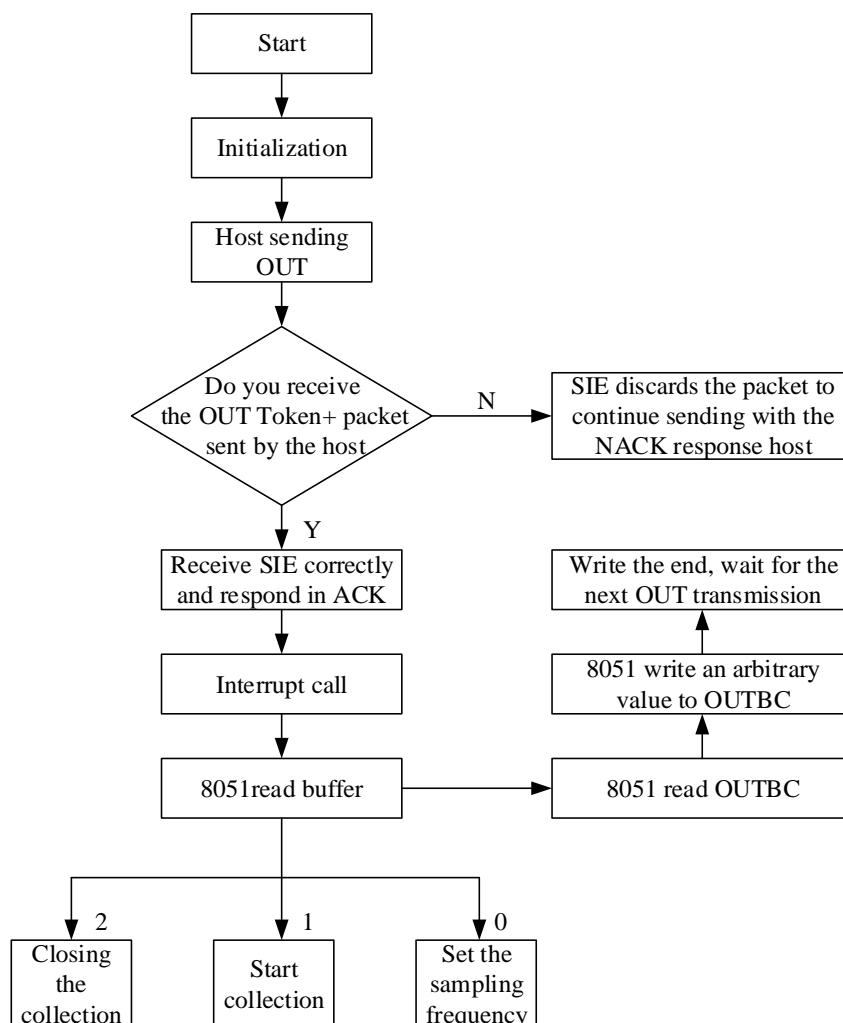 Start
Initialization
Host sending
OUT
Do you receive
the OUT Token+ packet
sent by the host
N
SIE discards the packet to
continue sending with the
NACK response host
Y
Receive SIE correctly
and respond in ACK
Write the end, wait for the
next OUT transmission
Interrupt call
8051 write an arbitrary
value to OUTBC
8051read buffer
8051 read OUTBC
2
1
0
Closing
the
collection
Start
collection
Set the
sampling
frequency